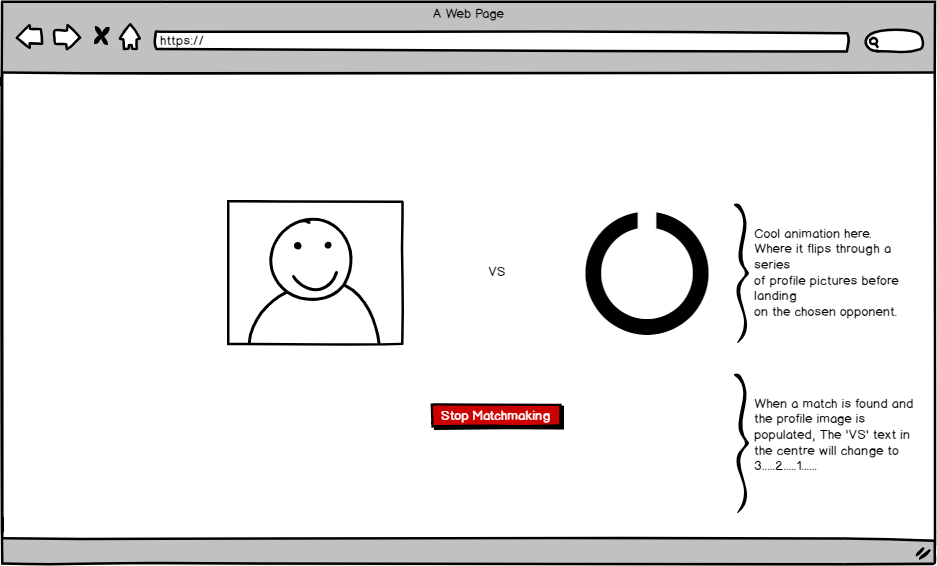 A Web Page
https://
Cool animation here.
Where it flips through a
series
of profile pictures before
landing
on the chosen opponent.
VS
Stop Matchmaking
When a match is found and
the profile image is
populated, The 'VS' text in
the centre will change to
3.....2.....1......